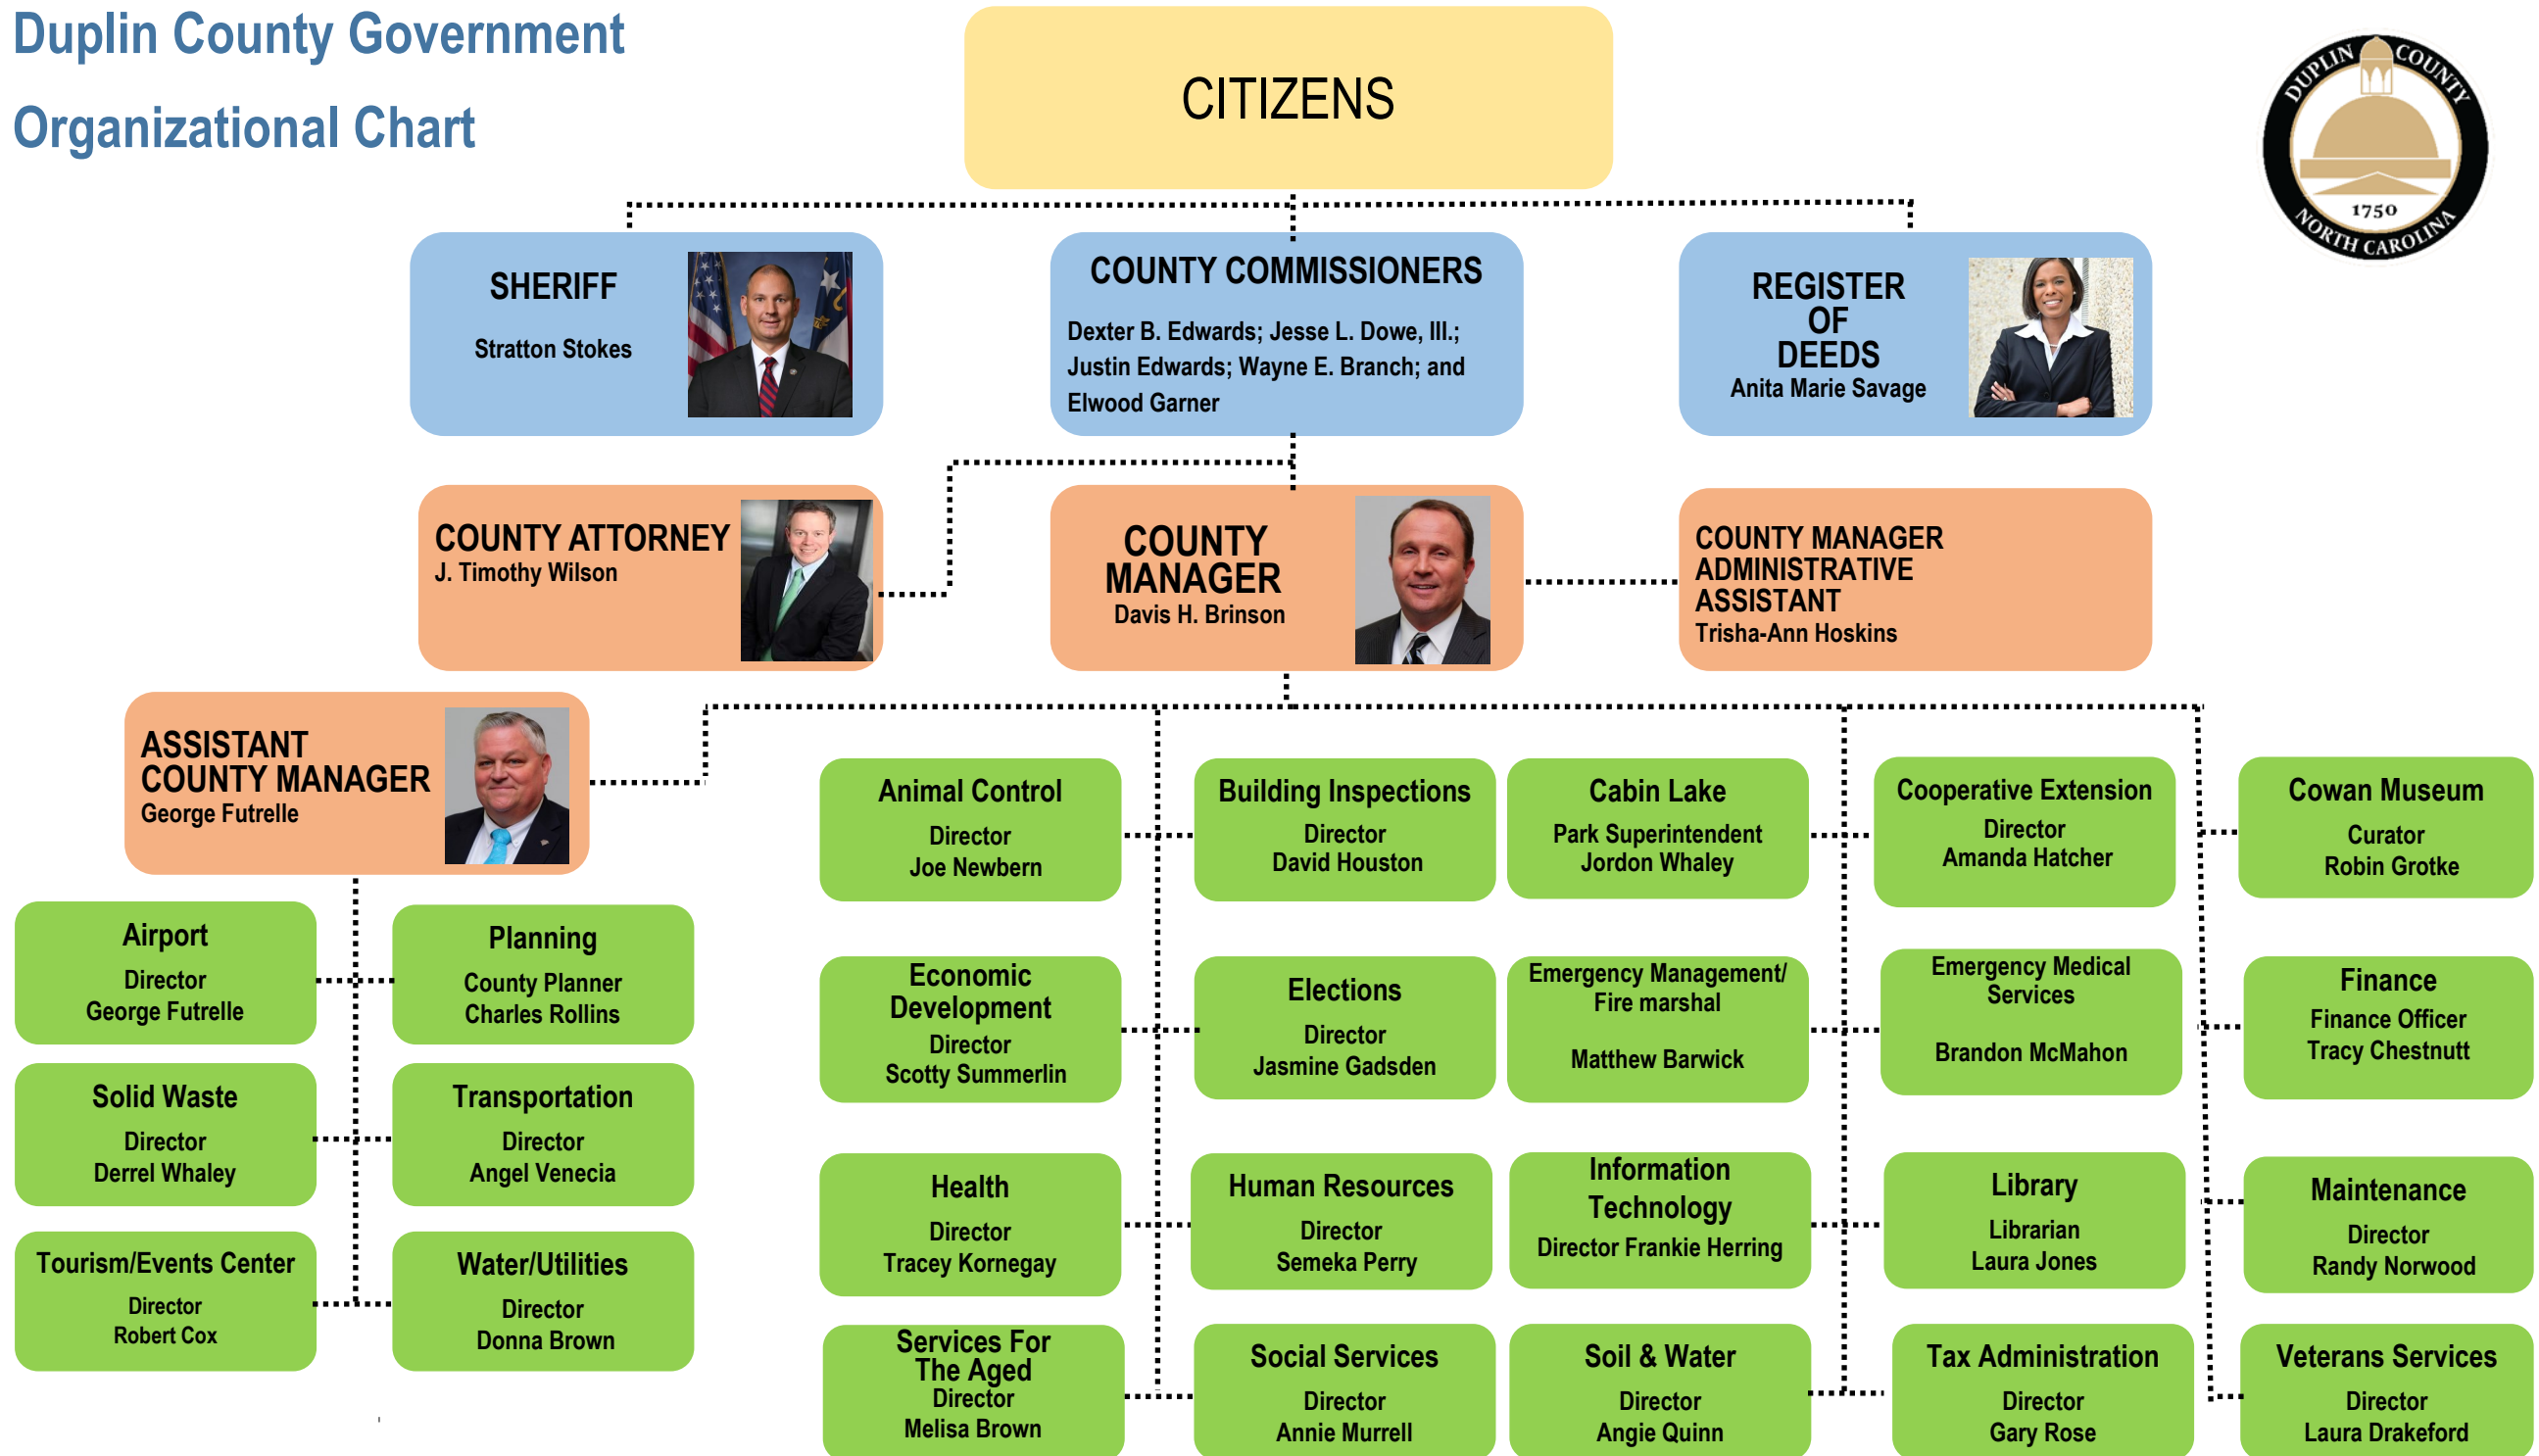 Duplin County Government
Organizational Chart
CITIZENS
DUPLIN COUNTY
1750
NORTH CAROLINA
SHERIFF
Stratton Stokes
COUNTY COMMISSIONERS
Dexter B. Edwards; Jesse L. Dowe, III.;
Justin Edwards; Wayne E. Branch; and
Elwood Garner
REGISTER
OF
DEEDS
Anita Marie Savage
COUNTY ATTORNEY
J. Timothy Wilson
COUNTY
MANAGER
Davis H. Brinson
COUNTY MANAGER
ADMINISTRATIVE
ASSISTANT
Trisha-Ann Hoskins
ASSISTANT
COUNTY MANAGER
George Futrelle
Airport
Director
George Futrelle
Planning
County Planner
Charles Rollins
Solid Waste
Director
Derrel Whaley
Transportation
Director
Angel Venecia
Tourism/Events Center
Director
Robert Cox
Water/Utilities
Director
Donna Brown
Animal Control
Director
Joe Newbern
Building Inspections
Director
David Houston
Cabin Lake
Park Superintendent
Jordon Whaley
Cooperative Extension
Director
Amanda Hatcher
Cowan Museum
Curator
Robin Grotke
Economic
Development
Director
Scotty Summerlin
Elections
Director
Jasmine Gadsden
Emergency Management/
Fire marshal
Matthew Barwick
Emergency Medical
Services
Brandon McMahon
Finance
Finance Officer
Tracy Chestnutt
Health
Director
Tracey Kornegay
Human Resources
Director
Semeka Perry
Information
Technology
Director Frankie Herring
Library
Librarian
Laura Jones
Maintenance
Director
Randy Norwood
Services For
The Aged
Director
Melisa Brown
Social Services
Director
Annie Murrell
Soil & Water
Director
Angie Quinn
Tax Administration
Director
Gary Rose
Veterans Services
Director
Laura Drakeford